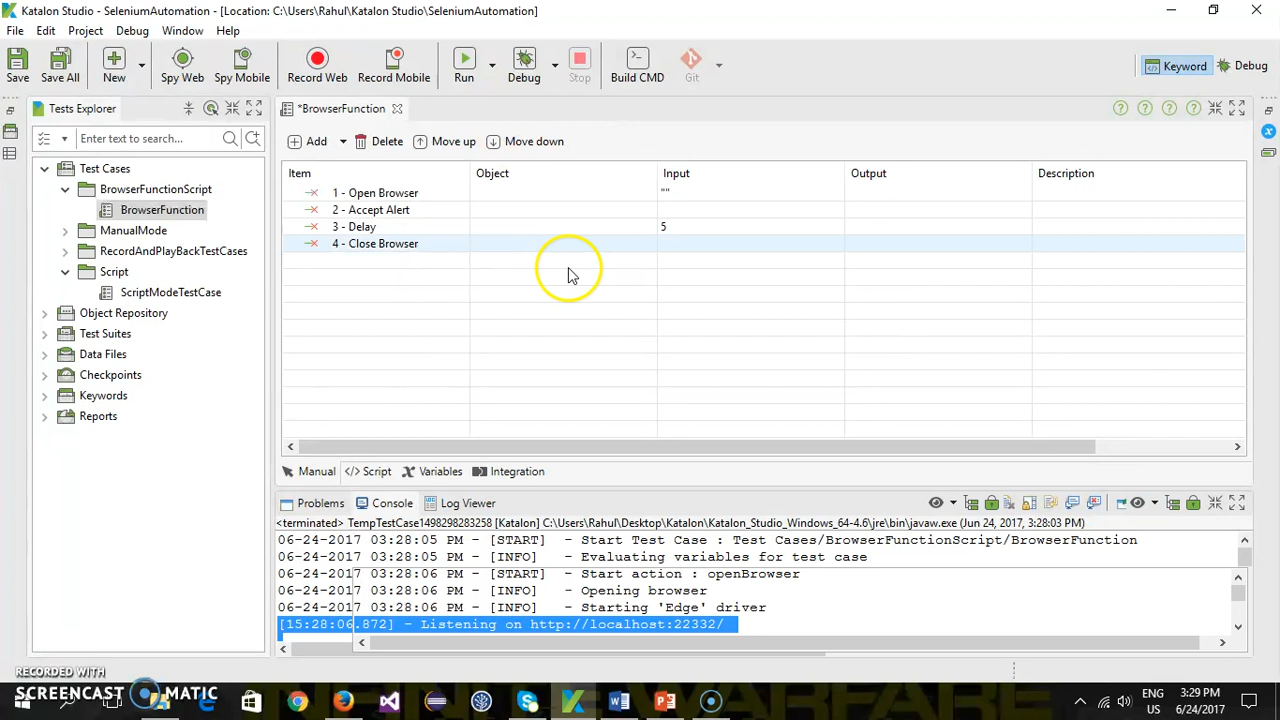 Katalon Studio - SeleniumAutomation - [Location: C:\Users\Rahul\Katalon Studio\SeleniumAutomation]
File Edit Project Debug Window Help
Save Save All New Spy Web Spy Mobile Record Web Record Mobile Run Debug Stop Build CMD Git Keyword Debug
Tests Explorer
*BrowserFunction
Enter text to search...
Add Delete Move up Move down
Item Object Input Output Description
1 - Open Browser ""
2 - Accept Alert
3 - Delay 5
4 - Close Browser
Test Cases
BrowserFunctionScript
BrowserFunction
ManualMode
RecordAndPlayBackTestCases
Script
ScriptModeTestCase
Object Repository
Test Suites
Data Files
Checkpoints
Keywords
Reports
Manual </> Script Variables Integration
Problems Console Log Viewer
<terminated> TempTestCase1498298283258 [Katalon] C:\Users\Rahul\Desktop\Katalon\Katalon_Studio_Windows_64-4.6\jre\bin\javaw.exe (Jun 24, 2017, 3:28:03 PM)
06-24-2017 03:28:05 PM - [START] - Start Test Case : Test Cases/BrowserFunctionScript/BrowserFunction
06-24-2017 03:28:05 PM - [INFO] - Evaluating variables for test case
06-24-2017 03:28:06 PM - [START] - Start action : openBrowser
06-24-2017 03:28:06 PM - [INFO] - Opening browser
06-24-2017 03:28:06 PM - [INFO] - Starting 'Edge' driver
[15:28:06.872] - Listening on http://localhost:22332/
RECORDED WITH
SCREENCAST MATIC
ENG
US
3:29 PM
6/24/2017